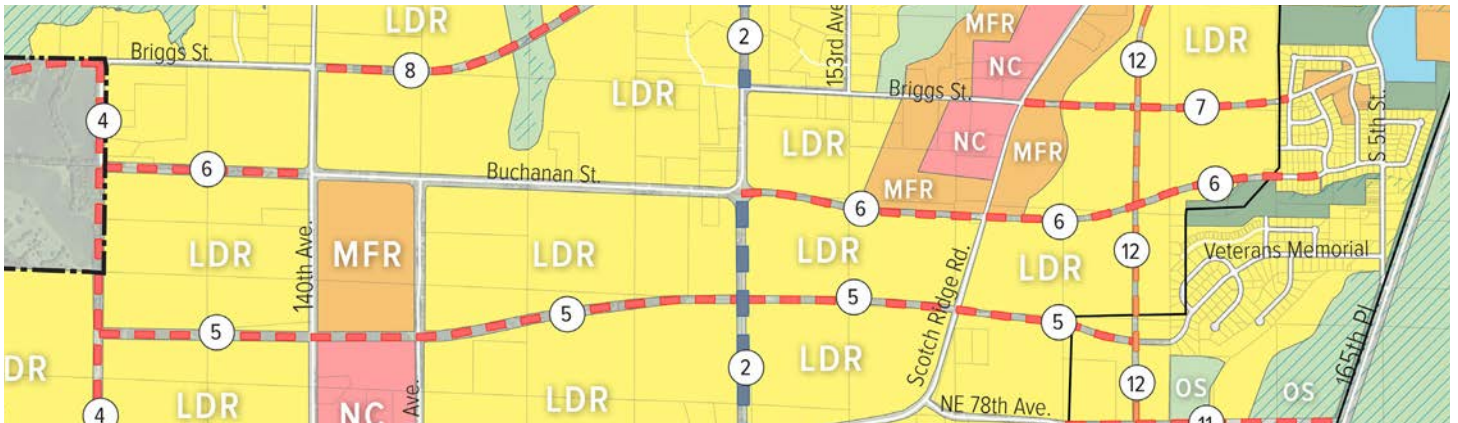 LDR
MFR
2
153rd Ave
LDR
12
Briggs St.
8
NC
LDR
Briggs St.
4
7
NC
S. 5th St.
LDR
MFR
6
Buchanan St.
MFR
6
6
6
LDR
MFR
LDR
LDR
LDR
12
Veterans Memorial
140th Ave.
Scotch Ridge Rd.
5
5
5
5
165th Pl
DR
LDR
2
LDR
12
LDR
NC
Ave.
LDR
OS
OS
NE 78th Ave.
4
11